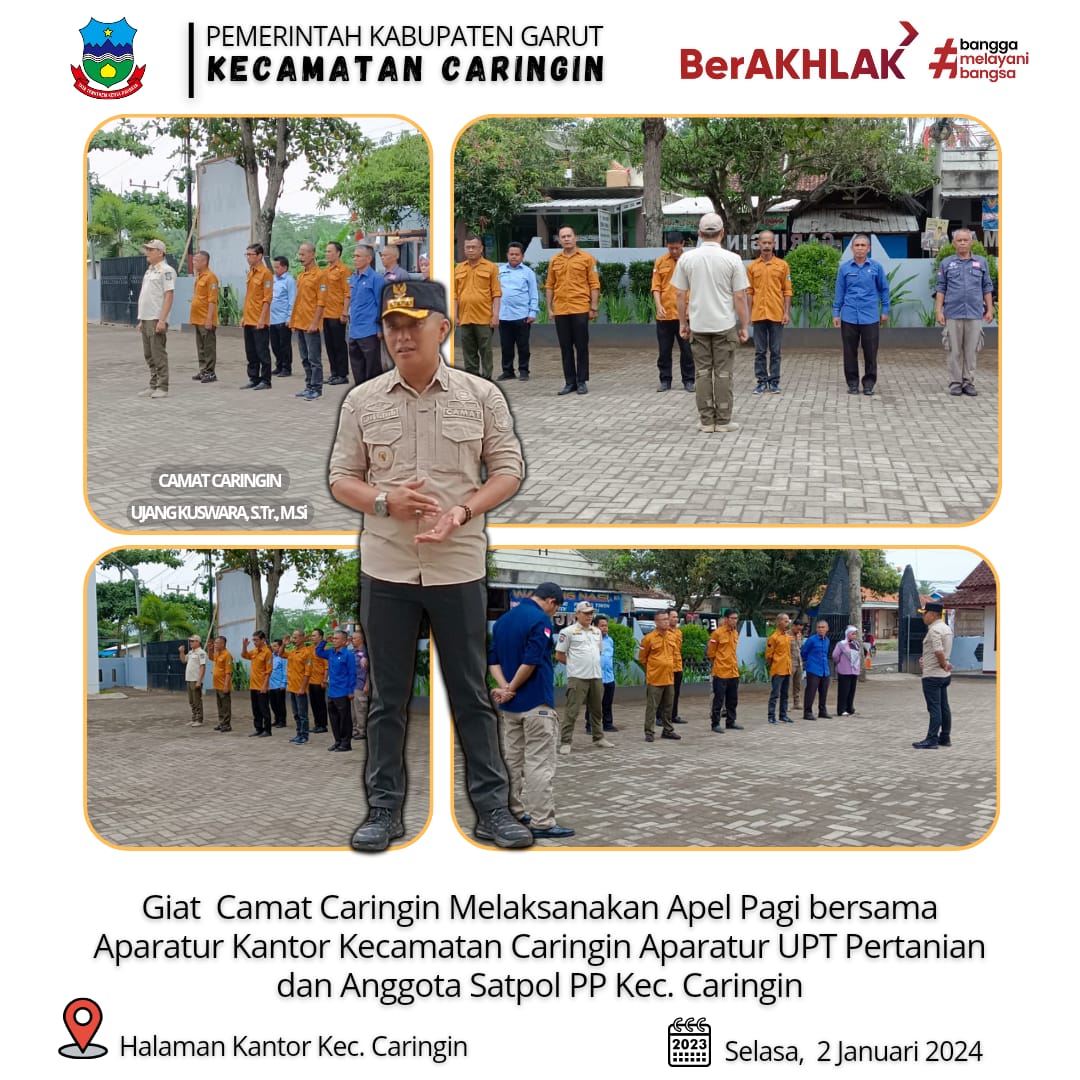 PEMERINTAH KABUPATEN GARUT
KECAMATAN CARINGIN
BerAKHLAK
#bangga
melayani
bangsa
CAMAT
CAMAT CARINGIN
UJANG KUSWARA, S.Tr., M.Si
Giat Camat Caringin Melaksanakan Apel Pagi bersama
Aparatur Kantor Kecamatan Caringin Aparatur UPT Pertanian
dan Anggota Satpol PP Kec. Caringin
Halaman Kantor Kec. Caringin
2023
Selasa, 2 Januari 2024